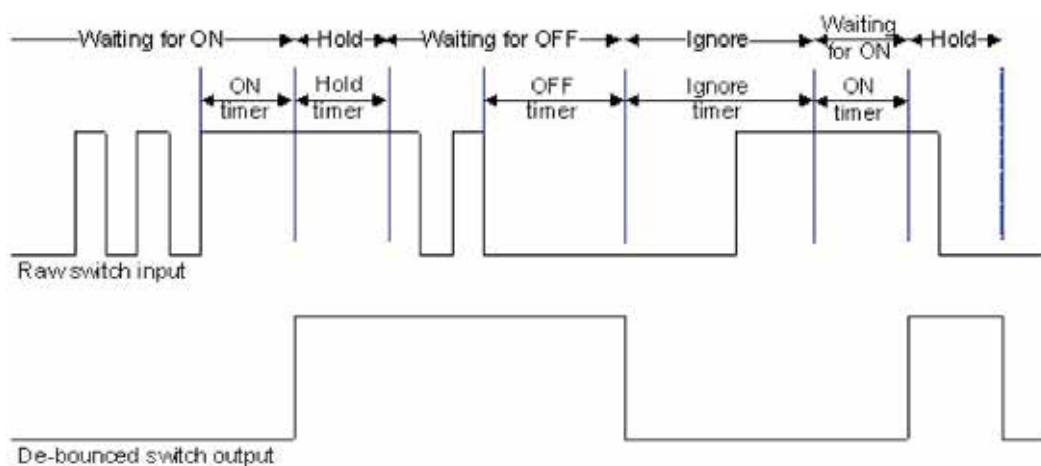 Waiting for ON
Hold
Waiting for OFF
Ignore
Waiting
for ON
Hold
ON
timer
Hold
timer
OFF
timer
Ignore
timer
ON
timer
Raw switch input
De-bounced switch output